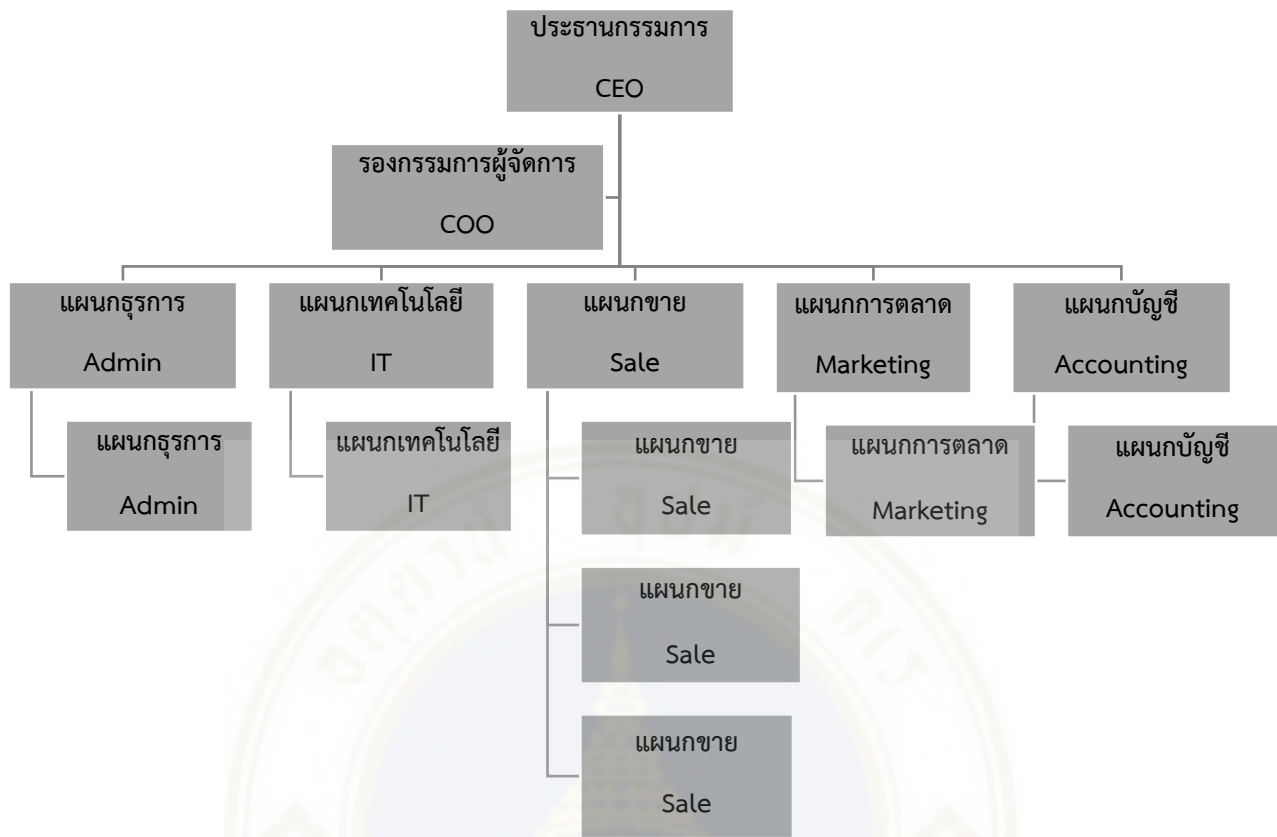 ประธานกรรมการ
CEO
รองกรรมการผู้จัดการ
COO
แผนกธุรการ
Admin
แผนกเทคโนโลยี
IT
แผนกขาย
Sale
แผนกการตลาด
Marketing
แผนกบัญชี
Accounting
แผนกธุรการ
Admin
แผนกเทคโนโลยี
IT
แผนกขาย
Sale
แผนกการตลาด
Marketing
แผนกบัญชี
Accounting
แผนกขาย
Sale
แผนกขาย
Sale